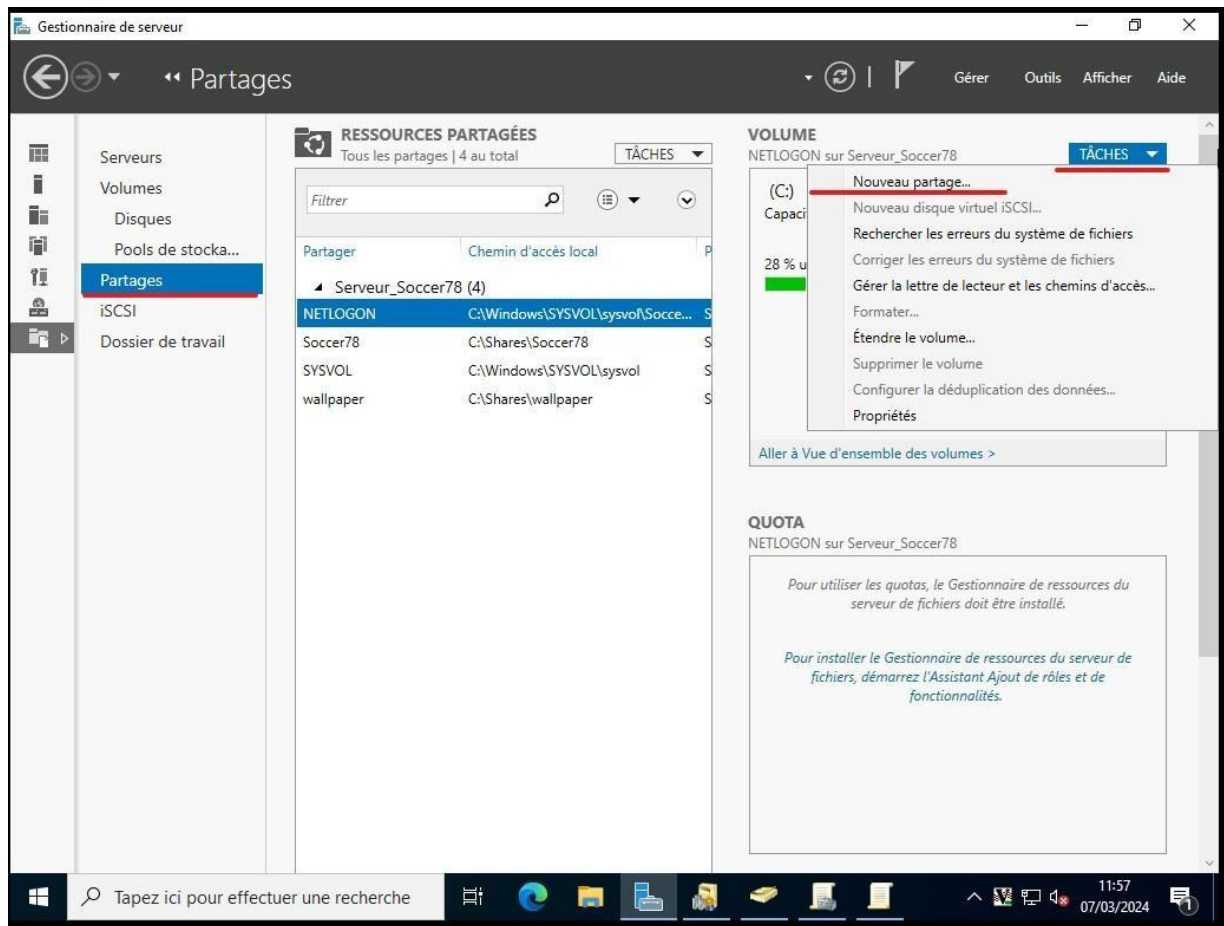 Gestionnaire de serveur
Partages
Gérer Outils Afficher Aide
Serveurs
Volumes
Disques
Pools de stocka...
Partages
iSCSI
Dossier de travail
RESSOURCES PARTAGÉES
Tous les partages | 4 au total
TÂCHES
Filtrer
Partager Chemin d'accès local P
Serveur_Soccer78 (4)
NETLOGON C:\Windows\SYSVOL\sysvol\Socce... S
Soccer78 C:\Shares\Soccer78 S
SYSVOL C:\Windows\SYSVOL\sysvol S
wallpaper C:\Shares\wallpaper S
VOLUME
NETLOGON sur Serveur_Soccer78
TÂCHES
(C:)
Capaci
28 % u
Nouveau partage...
Nouveau disque virtuel iSCSI...
Rechercher les erreurs du système de fichiers
Corriger les erreurs du système de fichiers
Gérer la lettre de lecteur et les chemins d'accès...
Formater...
Étendre le volume...
Supprimer le volume
Configurer la déduplication des données...
Propriétés
Aller à Vue d'ensemble des volumes >
QUOTA
NETLOGON sur Serveur_Soccer78
Pour utiliser les quotas, le Gestionnaire de ressources du
serveur de fichiers doit être installé.
Pour installer le Gestionnaire de ressources du serveur de
fichiers, démarrez l'Assistant Ajout de rôles et de
fonctionnalités.
Tapez ici pour effectuer une recherche
11:57
07/03/2024
1